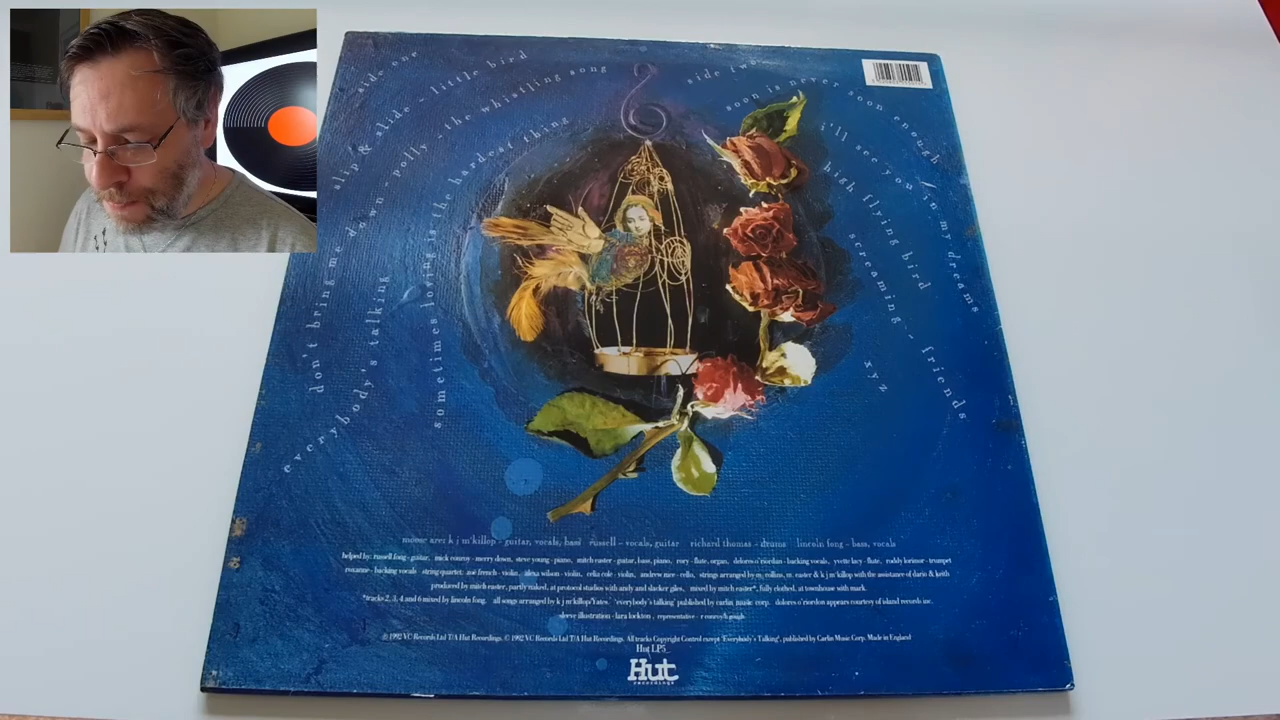 side one
slip & slide - little bird
don't bring me down - polly - the whistling song
everybody's talking
sometimes loving is the hardest thing
side two
soon is never soon enough
i'll see you in my dreams
high flying bird
screaming - friends
xyz
moose are: k j m'killop - guitar, vocals, bass russell - vocals, guitar richard thomas - drums lincoln fong - bass, vocals
helped by: russell fong - guitar, mick conroy - merry down, steve young - piano, mitch easter - guitar, bass, piano, rory - flute, organ, dolores o'riordan - backing vocals, yvette lacy - flute, roddy lorimor - trumpet
roxanne - backing vocals string quartet: zoë french - violin, alexa wilson - violin, celia cole - violin, andrew nice - cello, strings arranged by m. collins, m. easter & k j m'killop with the assistance of dario & keith
produced by mitch easter, partly naked, at protocol studios with andy and slacker giles, mixed by mitch easter*, fully clothed, at townhouse with mark.
*tracks 2, 3, 4 and 6 mixed by lincoln fong. all songs arranged by k j m'killop/Yates. 'everybody's talking' published by carlin music corp. dolores o'riordon appears courtesy of island records inc.
sleeve illustration - lara lockton, representative - r conroy/h gough
℗ 1992 VC Records Ltd T/A Hut Recordings. © 1992 VC Records Ltd T/A Hut Recordings. All tracks Copyright Control except 'Everybody's Talking', published by Carlin Music Corp. Made in England
Hut LP5
Hut
recordings